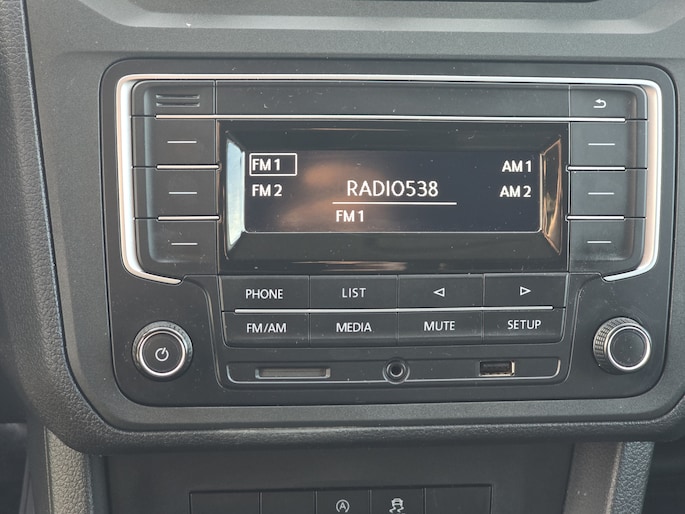 FM 1
AM 1
FM 2
RADIO538
AM 2
FM 1
PHONE
LIST
FM/AM
MEDIA
MUTE
SETUP
A